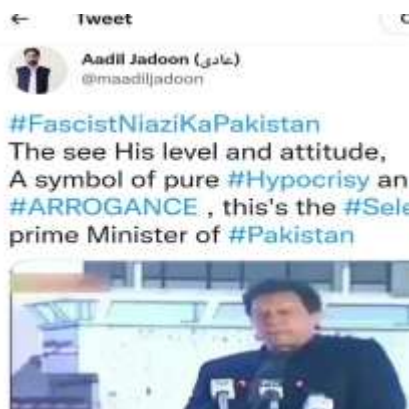 Tweet
Aadil Jadoon (عادی)
@maadiljadoon
#FascistNiaziKaPakistan
The see His level and attitude,
A symbol of pure #Hypocrisy an
#ARROGANCE , this's the #Sele
prime Minister of #Pakistan